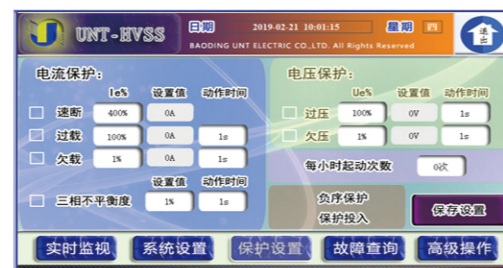 UNT-HVSS 日期 2019-02-21 10:01:15 星期 四 退出
BAODING UNT ELECTRIC CO.,LTD. All Rights Reserved
电流保护:
Ie% 设置值 动作时间
速断 400% 0A
过载 100% 0A 1s
欠载 1% 0A 1s
设置值 动作时间
三相不平衡度 1% 1s
电压保护:
Ue% 设置值 动作时间
过压 100% 0V 1s
欠压 1% 0V 1s
每小时起动次数 0次
负序保护
保护投入
保存设置
实时监视 系统设置 保护设置 故障查询 高级操作